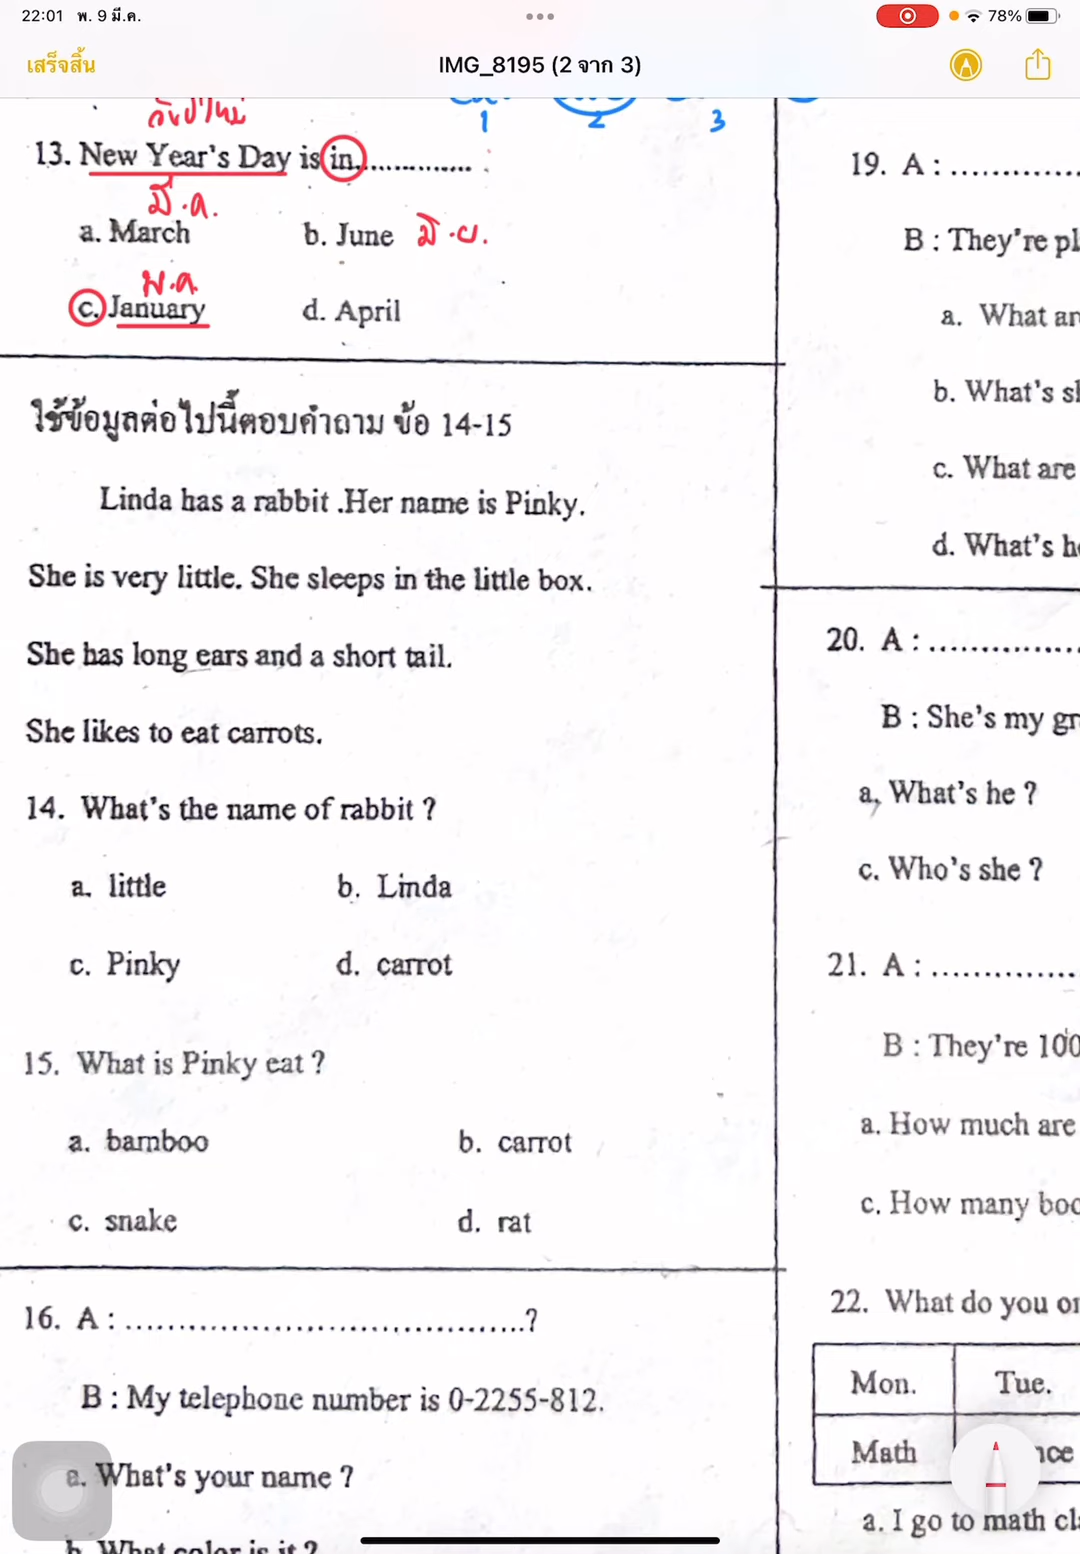 22:01 พ. 9 มี.ค.
78%
เสร็จสิ้น
IMG_8195 (2 จาก 3)
1 2 3
13. New Year's Day is in...............
มี.ค.
a. March
b. June มิ.ย.
ม.ค.
c. January
d. April
ใช้ข้อมูลต่อไปนี้ตอบคำถาม ข้อ 14-15
Linda has a rabbit .Her name is Pinky.
She is very little. She sleeps in the little box.
She has long ears and a short tail.
She likes to eat carrots.
14. What's the name of rabbit ?
a. little
b. Linda
c. Pinky
d. carrot
15. What is Pinky eat ?
a. bamboo
b. carrot
c. snake
d. rat
16. A : ........................................?
B : My telephone number is 0-2255-812.
a. What's your name ?
b. What color is it ?
19. A : .............
B : They're pl
a. What ar
b. What's sh
c. What are
d. What's he
20. A : ...............
B : She's my gr
a, What's he ?
c. Who's she ?
21. A : ..............
B : They're 100
a. How much are
c. How many boo
22. What do you or
Mon. Tue.
Math nce
a. I go to math cl